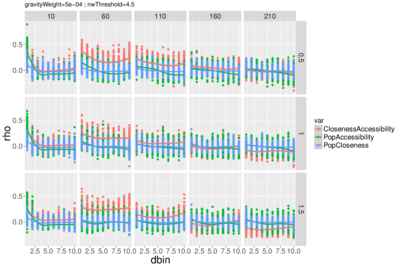 gravityWeight=5e−04 ; nwThreshold=4.5
10 60 110 160 210
0.5
0.0
0.5
0.5
0.0
1
0.5
0.0
1.5
2.5 5.0 7.5 10.0 2.5 5.0 7.5 10.0 2.5 5.0 7.5 10.0 2.5 5.0 7.5 10.0 2.5 5.0 7.5 10.0
dbin
rho
var
ClosenessAccessibility
PopAccessibility
PopCloseness